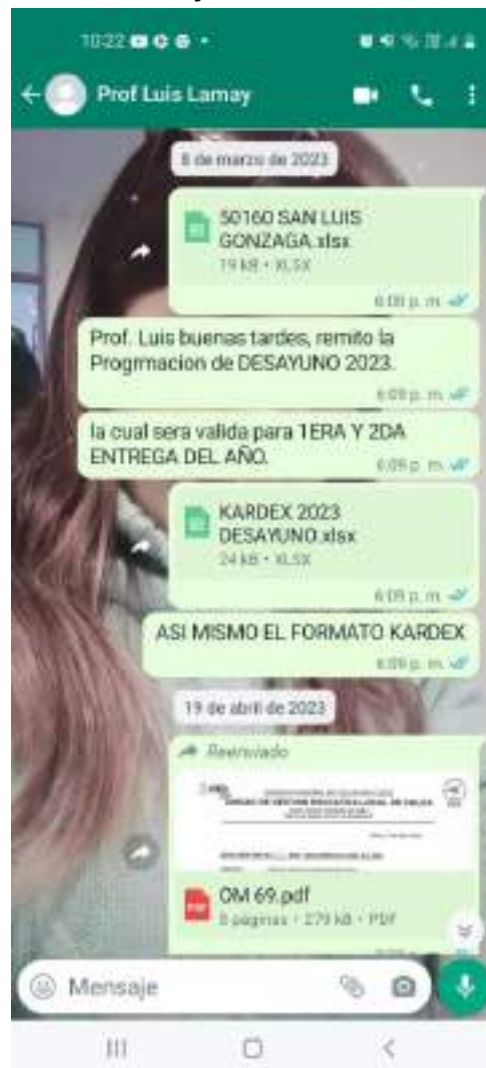 10:22
Prof Luis Lamay
8 de marzo de 2023
50160 SAN LUIS
GONZAGA.xlsx
19 kB • XLSX
6:09 p. m.
Prof. Luis buenas tardes, remito la
Progrmacion de DESAYUNO 2023.
6:09 p. m.
la cual sera valida para 1ERA Y 2DA
ENTREGA DEL AÑO.
6:09 p. m.
KARDEX 2023
DESAYUNO.xlsx
24 kB • XLSX
6:09 p. m.
ASI MISMO EL FORMATO KARDEX
6:09 p. m.
19 de abril de 2023
Reenviado
OM 69.pdf
páginas • 279 kB • PDF
Mensaje